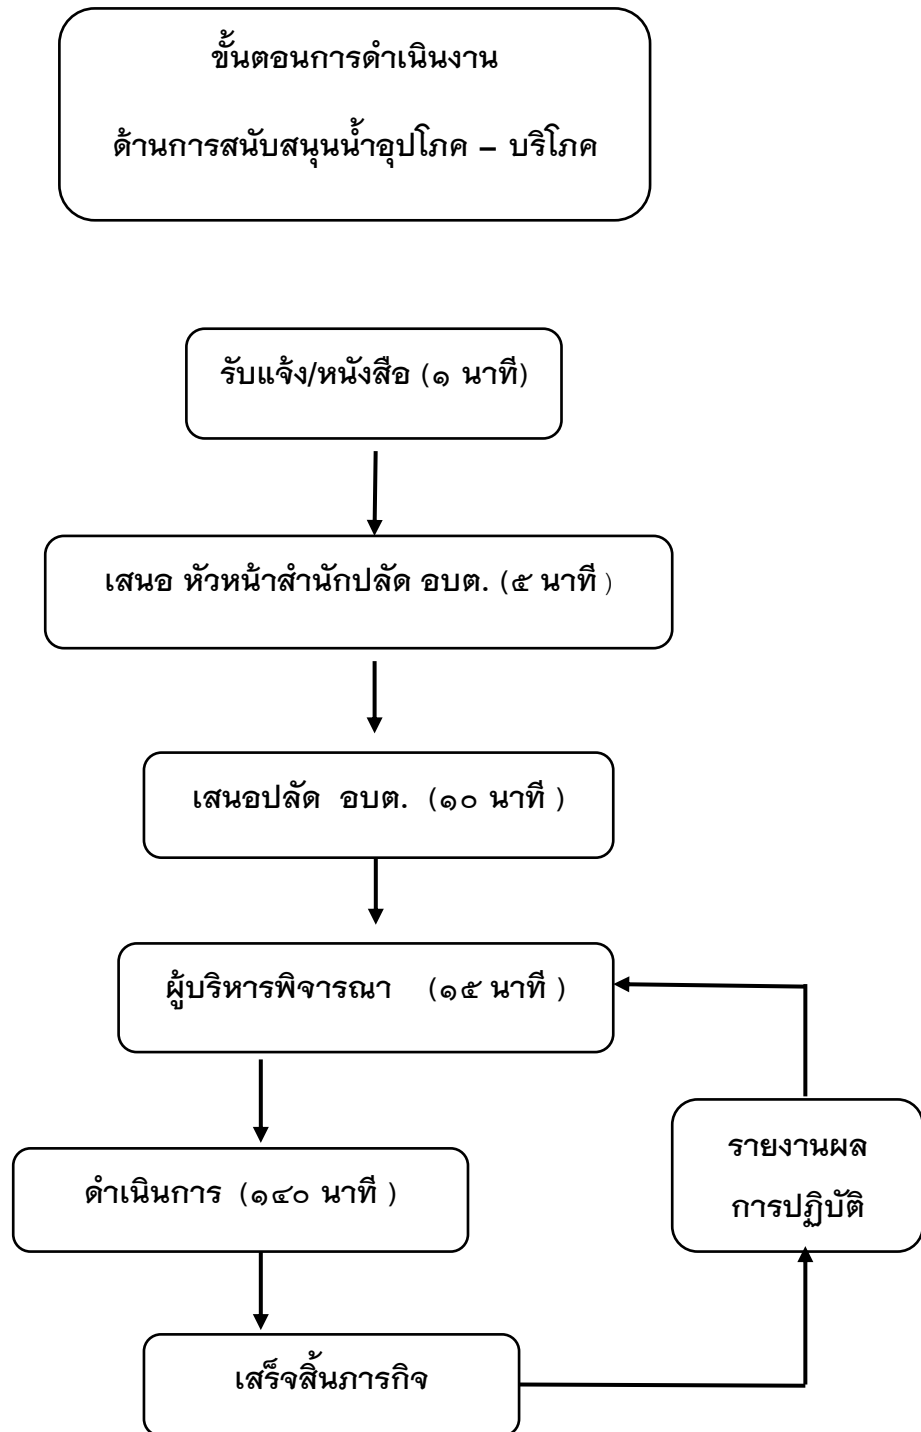 ขั้นตอนการดำเนินงาน
ด้านการสนับสนุนน้ำอุปโภค – บริโภค
รับแจ้ง/หนังสือ (๑ นาที)
เสนอ หัวหน้าสำนักปลัด อบต. (๕ นาที )
เสนอปลัด อบต. (๑๐ นาที )
ผู้บริหารพิจารณา (๑๕ นาที )
ดำเนินการ (๑๔๐ นาที )
รายงานผล
การปฏิบัติ
เสร็จสิ้นภารกิจ